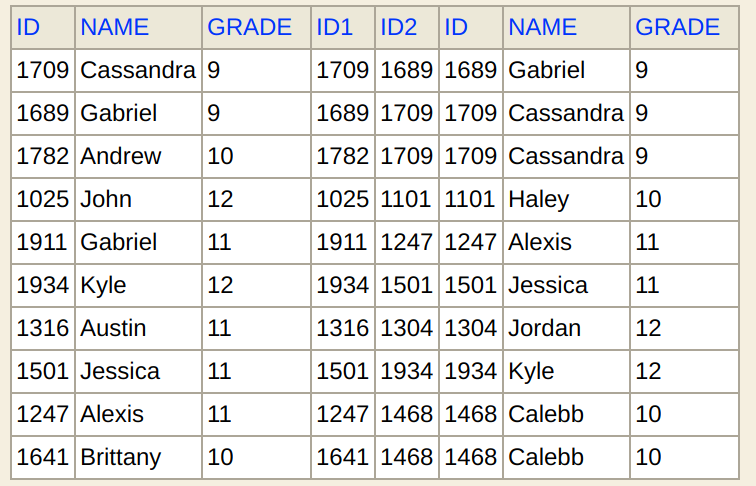 ID NAME GRADE ID1 ID2 ID NAME GRADE
1709 Cassandra 9 1709 1689 1689 Gabriel 9
1689 Gabriel 9 1689 1709 1709 Cassandra 9
1782 Andrew 10 1782 1709 1709 Cassandra 9
1025 John 12 1025 1101 1101 Haley 10
1911 Gabriel 11 1911 1247 1247 Alexis 11
1934 Kyle 12 1934 1501 1501 Jessica 11
1316 Austin 11 1316 1304 1304 Jordan 12
1501 Jessica 11 1501 1934 1934 Kyle 12
1247 Alexis 11 1247 1468 1468 Calebb 10
1641 Brittany 10 1641 1468 1468 Calebb 10